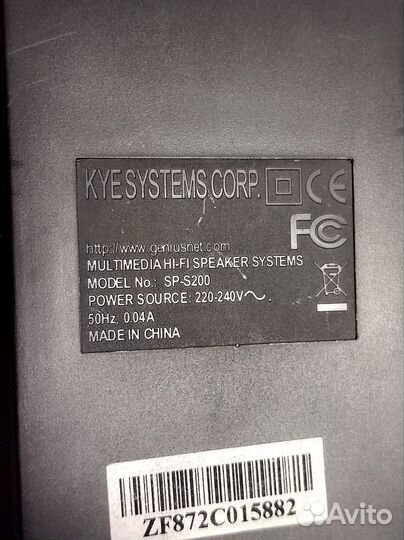 KYE SYSTEMS CORP. CE
FC
http://www.geniusnet.com
MULTIMEDIA HI-FI SPEAKER SYSTEMS
MODEL No.: SP-S200
POWER SOURCE: 220-240V~
50Hz, 0.04A
MADE IN CHINA
ZF872C015882
Avito